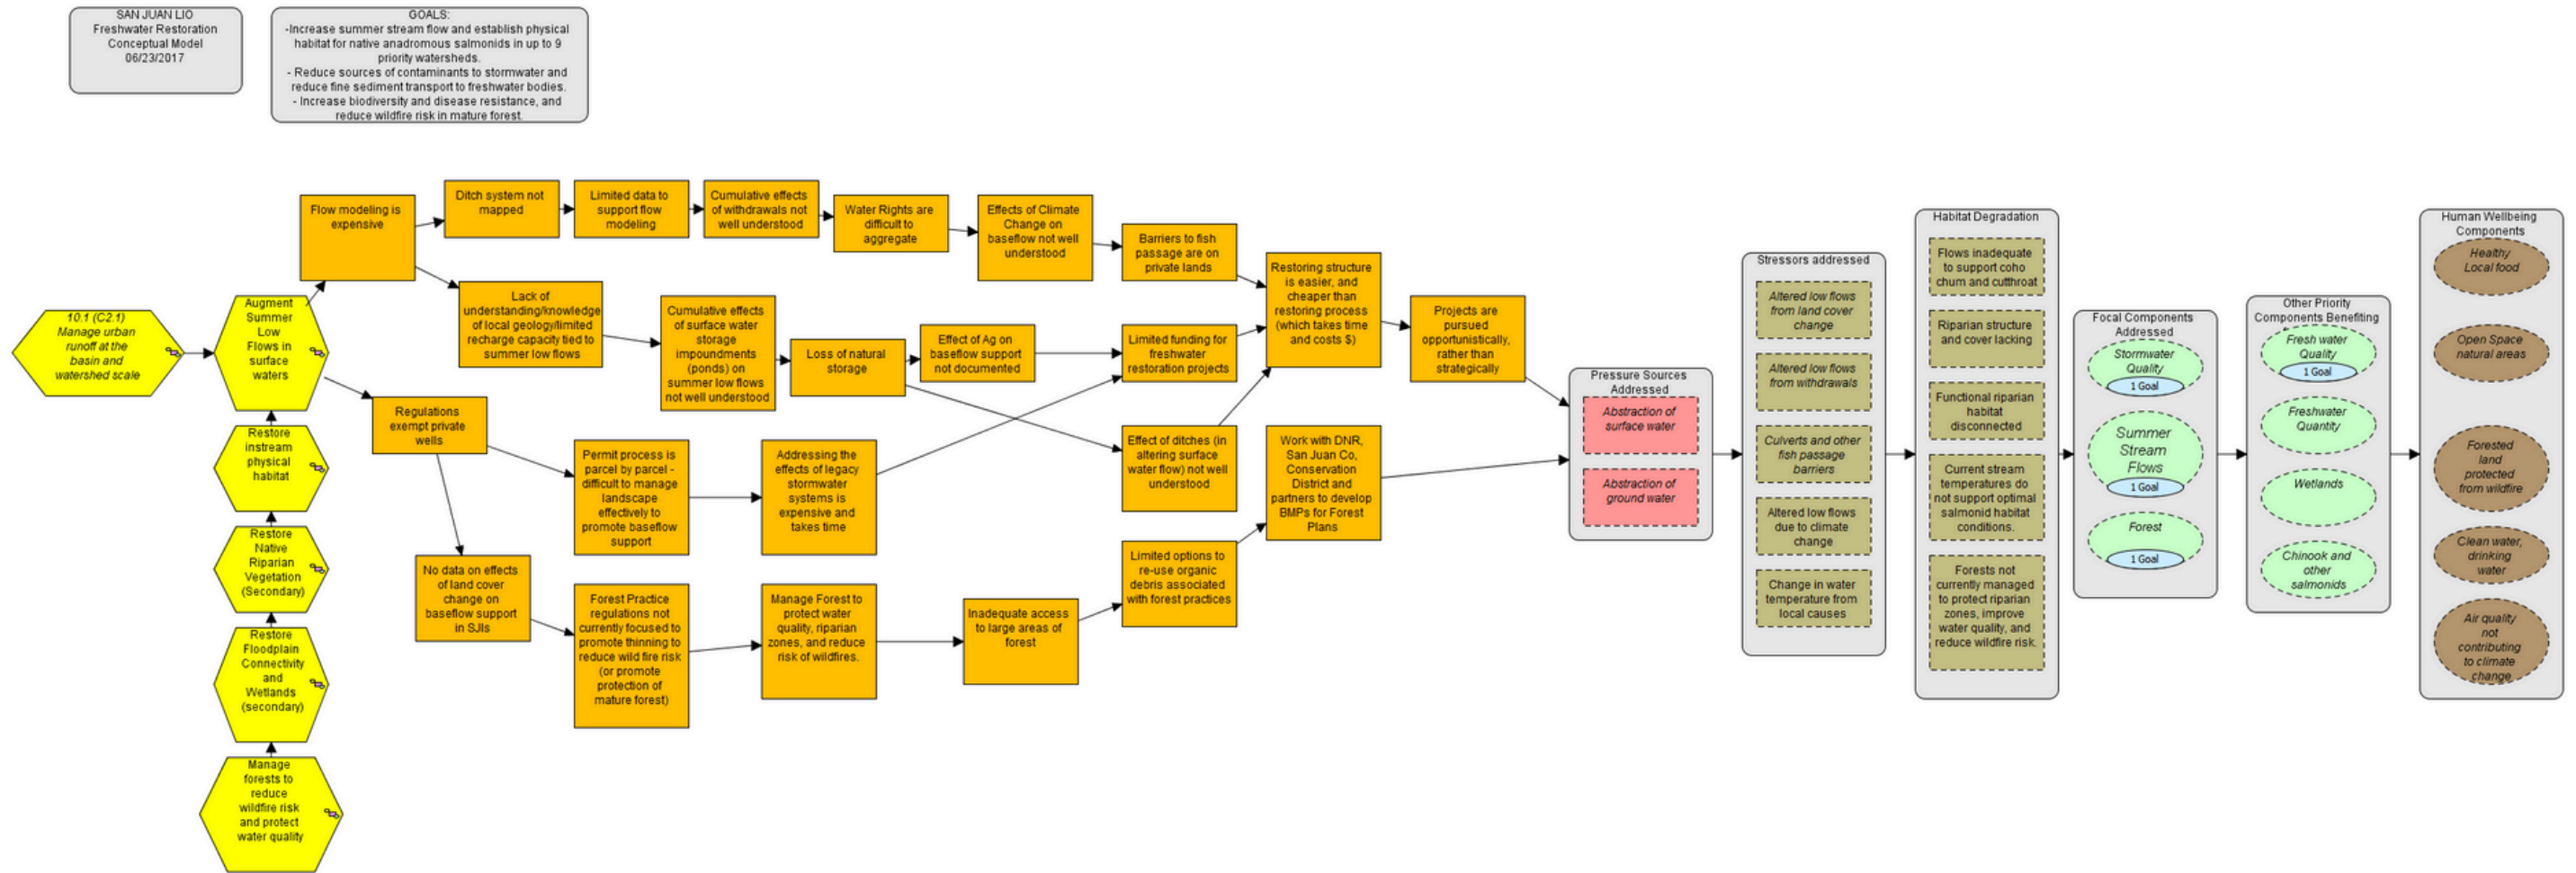 SAN JUAN LIO
Freshwater Restoration
Conceptual Model
06/23/2017
GOALS:
-Increase summer stream flow and establish physical
habitat for native anadromous salmonids in up to 9
priority watersheds.
- Reduce sources of contaminants to stormwater and
reduce fine sediment transport to freshwater bodies.
- Increase biodiversity and disease resistance, and
reduce wildfire risk in mature forest.
10.1 (C2.1)
Manage urban
runoff at the
basin and
watershed scale
Augment
Summer
Low
Flows in
surface
waters
Restore
instream
physical
habitat
Restore
Native
Riparian
Vegetation
(Secondary)
Restore
Floodplain
Connectivity
and
Wetlands
(secondary)
Manage
forests to
reduce
wildfire risk
and protect
water quality
Flow modeling is
expensive
Ditch system not
mapped
Limited data to
support flow
modeling
Cumulative effects
of withdrawals not
well understood
Water Rights are
difficult to
aggregate
Effects of Climate
Change on
baseflow not well
understood
Barriers to fish
passage are on
private lands
Lack of
understanding/knowledge
of local geology/limited
recharge capacity tied to
summer low flows
Cumulative effects
of surface water
storage
impoundments
(ponds) on
summer low flows
not well understood
Loss of natural
storage
Effect of Ag on
baseflow support
not documented
Limited funding for
freshwater
restoration projects
Restoring structure
is easier, and
cheaper than
restoring process
(which takes time
and costs $)
Projects are
pursued
opportunistically,
rather than
strategically
Regulations
exempt private
wells
Permit process is
parcel by parcel -
difficult to manage
landscape
effectively to
promote baseflow
support
Addressing the
effects of legacy
stormwater
systems is
expensive and
takes time
Effect of ditches (in
altering surface
water flow) not well
understood
Work with DNR,
San Juan Co,
Conservation
District and
partners to develop
BMPs for Forest
Plans
No data on effects
of land cover
change on
baseflow support
in SJIs
Forest Practice
regulations not
currently focused to
promote thinning to
reduce wild fire risk
(or promote
protection of
mature forest)
Manage Forest to
protect water
quality, riparian
zones, and reduce
risk of wildfires.
Inadequate access
to large areas of
forest
Limited options to
re-use organic
debris associated
with forest practices
Pressure Sources
Addressed
Abstraction of
surface water
Abstraction of
ground water
Stressors addressed
Altered low flows
from land cover
change
Altered low flows
from withdrawals
Culverts and other
fish passage
barriers
Altered low flows
due to climate
change
Change in water
temperature from
local causes
Habitat Degradation
Flows inadequate
to support coho
chum and cutthroat
Riparian structure
and cover lacking
Functional riparian
habitat
disconnected
Current stream
temperatures do
not support optimal
salmonid habitat
conditions.
Forests not
currently managed
to protect riparian
zones, improve
water quality, and
reduce wildfire risk.
Focal Components
Addressed
Stormwater
Quality
1 Goal
Summer
Stream
Flows
1 Goal
Forest
1 Goal
Other Priority
Components Benefiting
Fresh water
Quality
1 Goal
Freshwater
Quantity
Wetlands
Chinook and
other
salmonids
Human Wellbeing
Components
Healthy
Local food
Open Space
natural areas
Forested
land
protected
from wildfire
Clean water,
drinking
water
Air quality
not
contributing
to climate
change